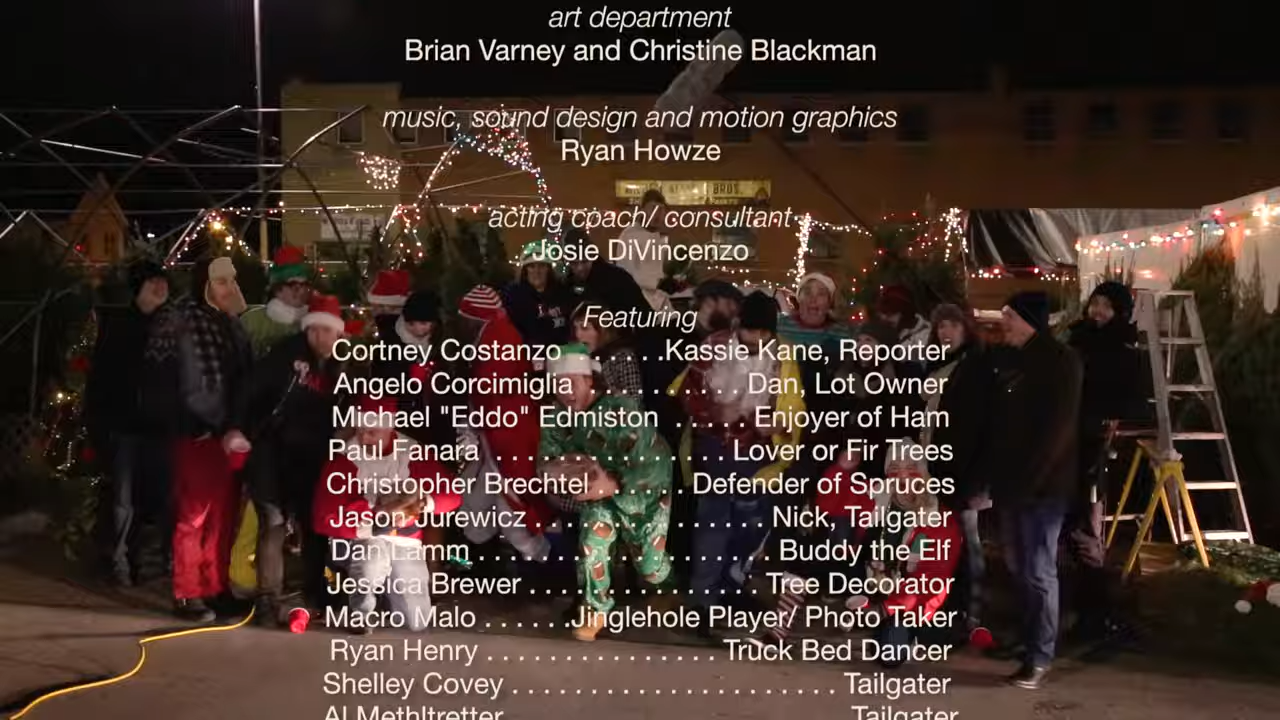 art department
Brian Varney and Christine Blackman
music, sound design and motion graphics
Ryan Howze
acting coach/ consultant
Josie DiVincenzo
Featuring
Cortney Costanzo . . . . . .Kassie Kane, Reporter
Angelo Corcimiglia . . . . . . . . . . Dan, Lot Owner
Michael "Eddo" Edmiston . . . . . Enjoyer of Ham
Paul Fanara . . . . . . . . . . . . . . Lover or Fir Trees
Christopher Brechtel . . . . . . Defender of Spruces
Jason Jurewicz . . . . . . . . . . . . . . Nick, Tailgater
Dan Lamm . . . . . . . . . . . . . . . . . . Buddy the Elf
Jessica Brewer . . . . . . . . . . . . . . Tree Decorator
Macro Malo . . . . . .Jinglehole Player/ Photo Taker
Ryan Henry . . . . . . . . . . . . . . Truck Bed Dancer
Shelley Covey . . . . . . . . . . . . . . . . . . . . Tailgater
Al Methltretter Tailgater